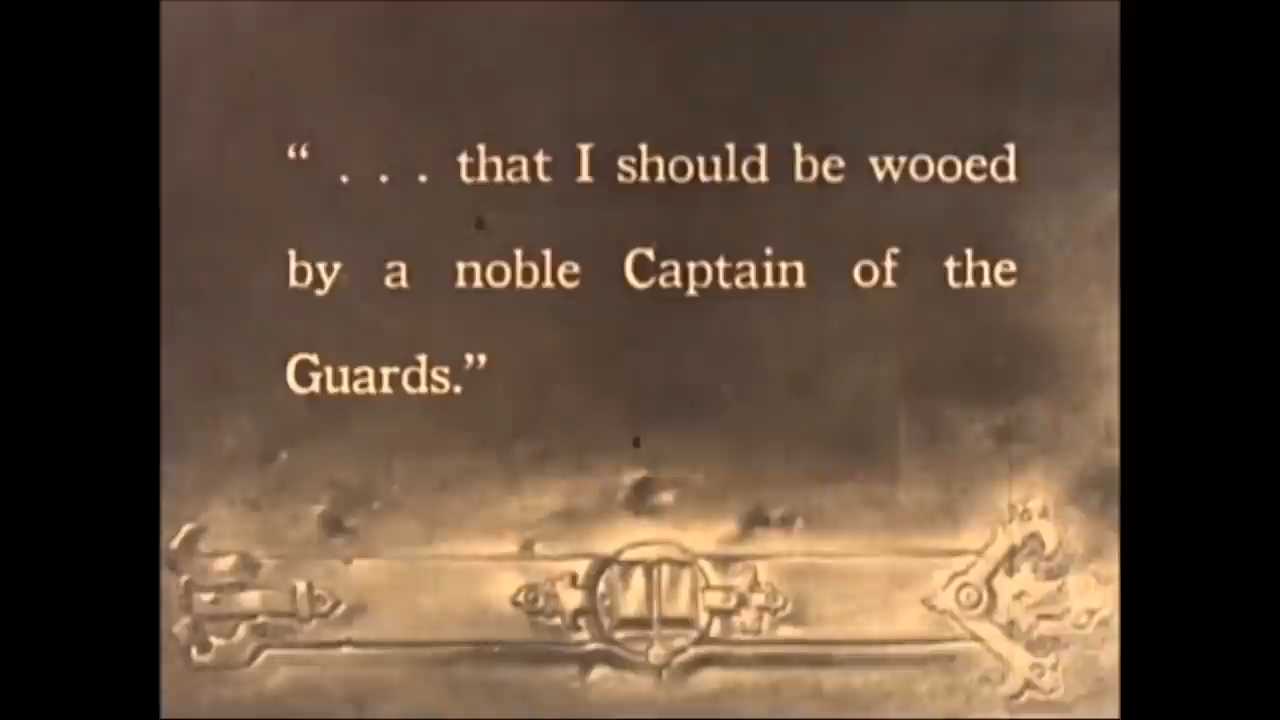 “ . . . that I should be wooed
by a noble Captain of the
Guards.”